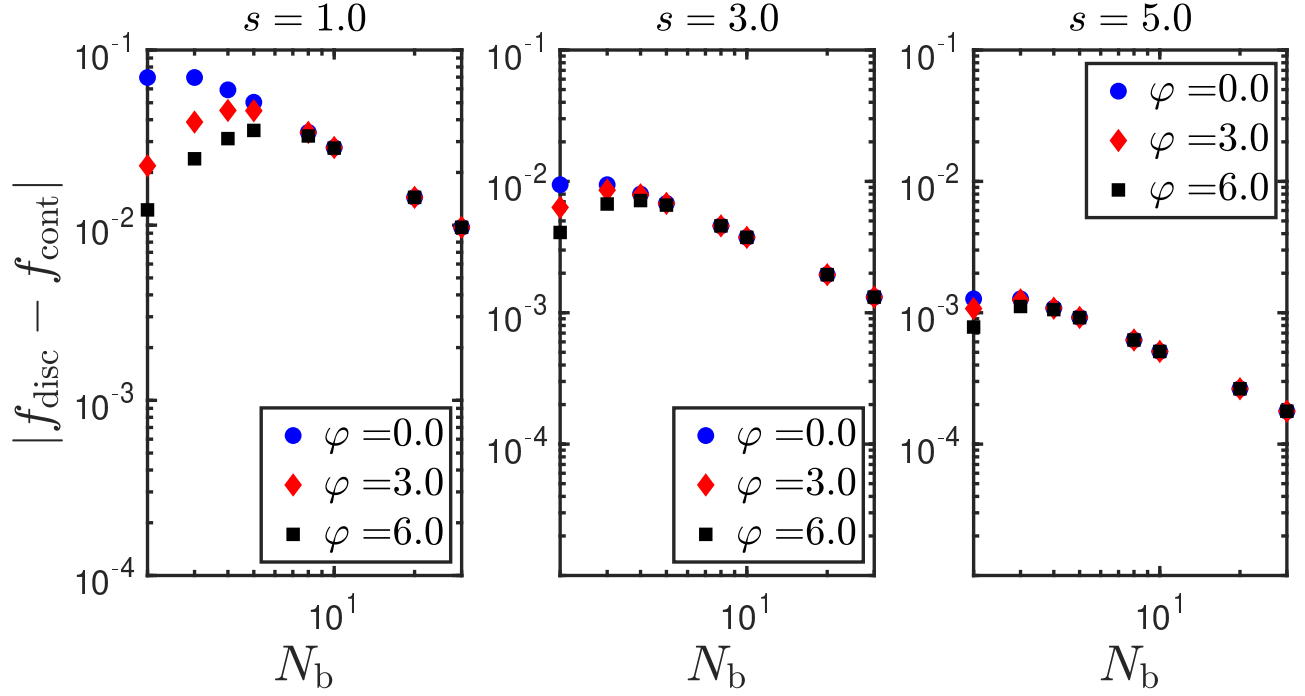 s = 1.0
s = 3.0
s = 5.0
|f_disc − f_cont|
10^-1
10^-2
10^-3
10^-4
10^1
N_b
φ =0.0
φ =3.0
φ =6.0
10^-1
10^-2
10^-3
10^-4
10^1
N_b
φ =0.0
φ =3.0
φ =6.0
10^-1
10^-2
10^-3
10^-4
10^1
N_b
φ =0.0
φ =3.0
φ =6.0